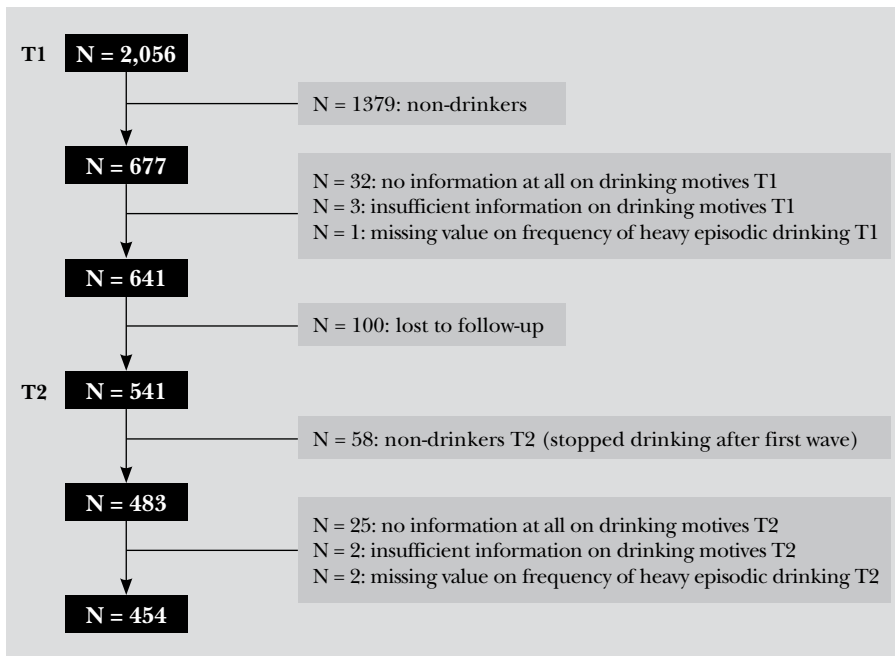 T1 N = 2,056
N = 1379: non-drinkers
N = 677
N = 32: no information at all on drinking motives T1
N = 3: insufficient information on drinking motives T1
N = 1: missing value on frequency of heavy episodic drinking T1
N = 641
N = 100: lost to follow-up
T2 N = 541
N = 58: non-drinkers T2 (stopped drinking after first wave)
N = 483
N = 25: no information at all on drinking motives T2
N = 2: insufficient information on drinking motives T2
N = 2: missing value on frequency of heavy episodic drinking T2
N = 454